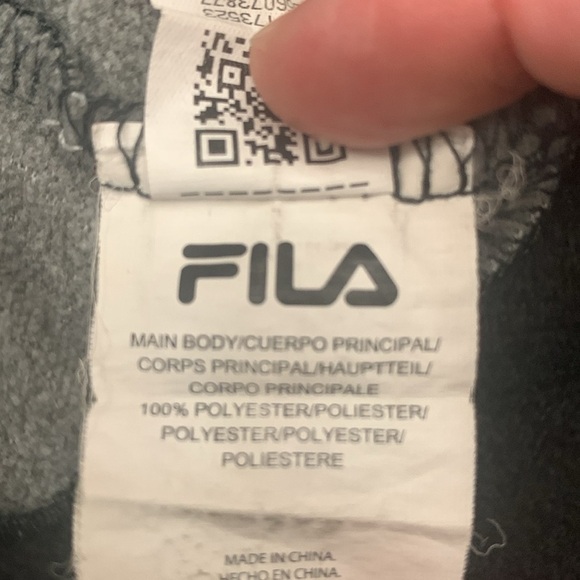 FILA
MAIN BODY/CUERPO PRINCIPAL/
CORPS PRINCIPAL/HAUPTTEIL/
CORPO PRINCIPALE
100% POLYESTER/POLIESTER/
POLYESTER/POLYESTER/
POLIESTERE
MADE IN CHINA.
HECHO EN CHINA.